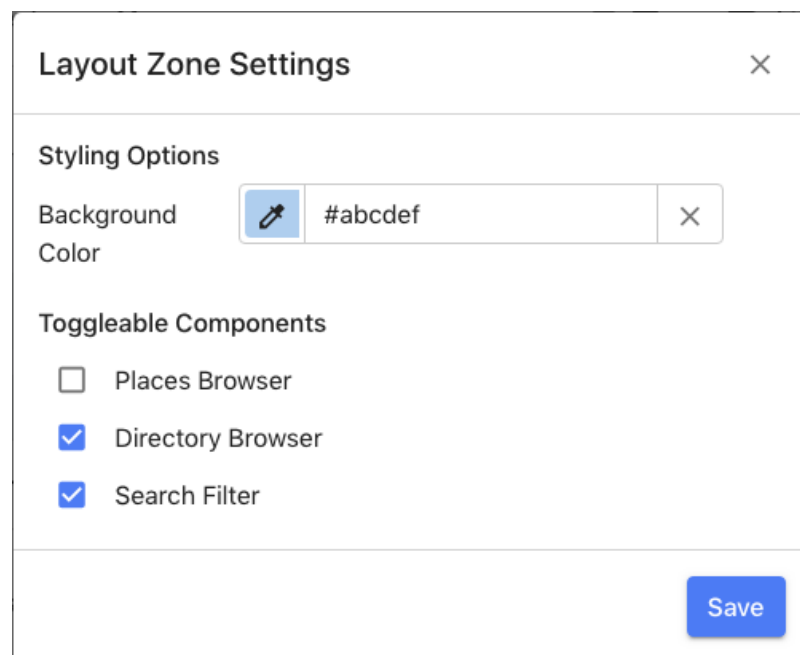 Layout Zone Settings
Styling Options
Background
Color
#abcdef
Toggleable Components
Places Browser
Directory Browser
Search Filter
Save